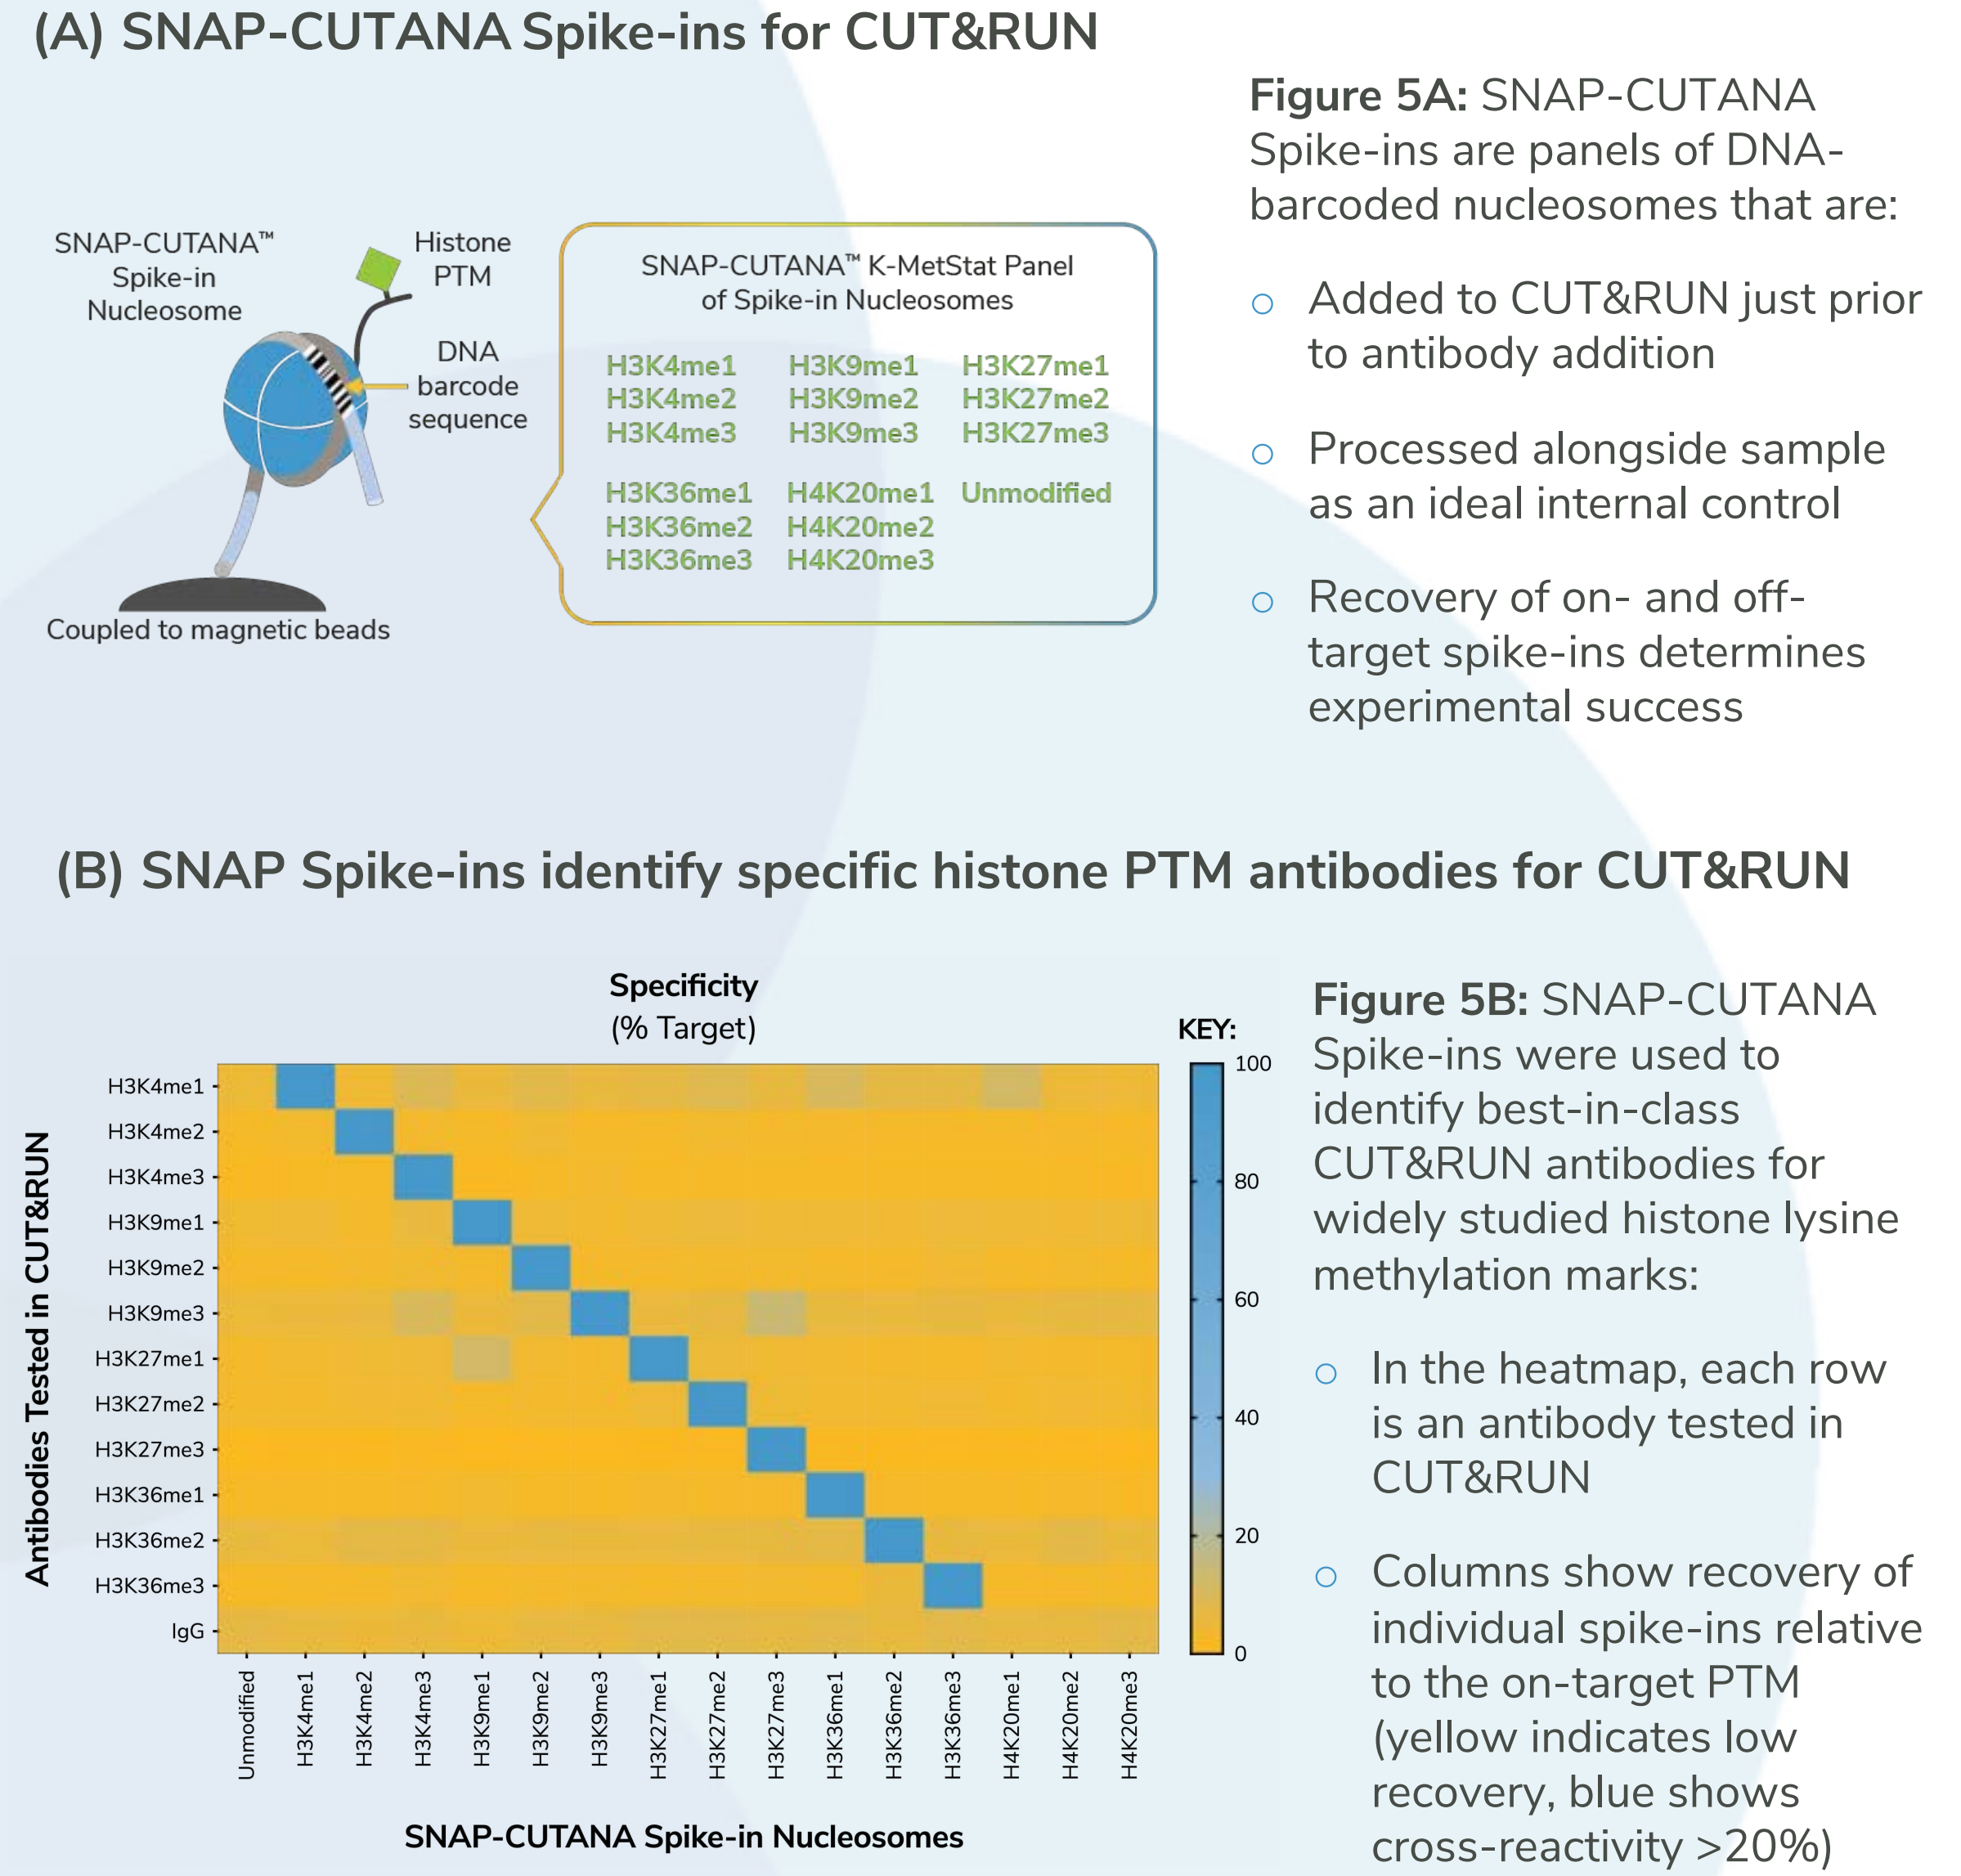 (A) SNAP-CUTANA Spike-ins for CUT&RUN
SNAP-CUTANA™
Spike-in
Nucleosome
Histone
PTM
DNA
barcode
sequence
Coupled to magnetic beads
SNAP-CUTANA™ K-MetStat Panel
of Spike-in Nucleosomes
H3K4me1 H3K9me1 H3K27me1
H3K4me2 H3K9me2 H3K27me2
H3K4me3 H3K9me3 H3K27me3
H3K36me1 H4K20me1 Unmodified
H3K36me2 H4K20me2
H3K36me3 H4K20me3
Figure 5A: SNAP-CUTANA
Spike-ins are panels of DNA-
barcoded nucleosomes that are:
○ Added to CUT&RUN just prior
to antibody addition
○ Processed alongside sample
as an ideal internal control
○ Recovery of on- and off-
target spike-ins determines
experimental success
(B) SNAP Spike-ins identify specific histone PTM antibodies for CUT&RUN
Specificity
(% Target)
KEY:
100
80
60
40
20
0
Antibodies Tested in CUT&RUN
H3K4me1
H3K4me2
H3K4me3
H3K9me1
H3K9me2
H3K9me3
H3K27me1
H3K27me2
H3K27me3
H3K36me1
H3K36me2
H3K36me3
IgG
Unmodified
H3K4me1
H3K4me2
H3K4me3
H3K9me1
H3K9me2
H3K9me3
H3K27me1
H3K27me2
H3K27me3
H3K36me1
H3K36me2
H3K36me3
H4K20me1
H4K20me2
H4K20me3
SNAP-CUTANA Spike-in Nucleosomes
Figure 5B: SNAP-CUTANA
Spike-ins were used to
identify best-in-class
CUT&RUN antibodies for
widely studied histone lysine
methylation marks:
○ In the heatmap, each row
is an antibody tested in
CUT&RUN
○ Columns show recovery of
individual spike-ins relative
to the on-target PTM
(yellow indicates low
recovery, blue shows
cross-reactivity >20%)